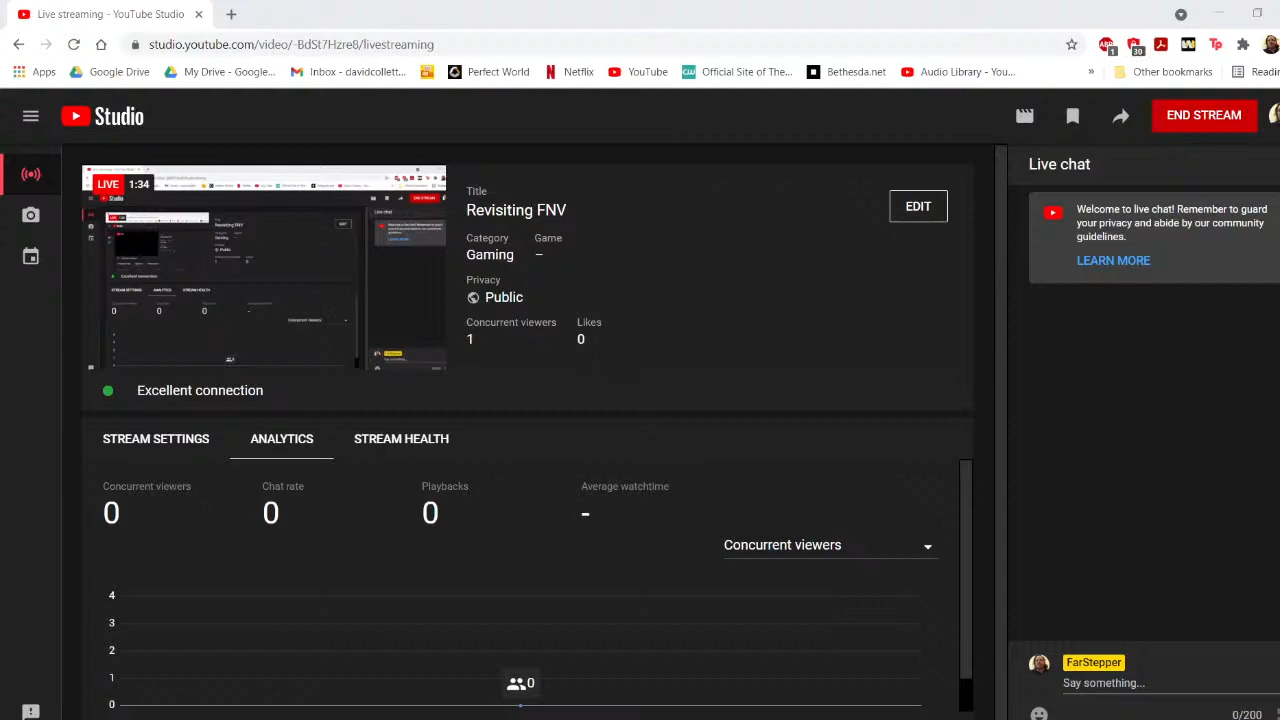 Live streaming - YouTube Studio
studio.youtube.com/video/-BdSt7Hzre8/livestreaming
ABP
1
39
Apps
Google Drive
My Drive - Google...
Inbox - davidcollett...
Perfect World
Netflix
YouTube
CW
Official Site of The...
Bethesda.net
Audio Library - You...
»
Other bookmarks
Readin
Studio
END STREAM
LIVE 1:34
Title
Revisiting FNV
EDIT
Category
Game
Gaming
–
Privacy
Public
Concurrent viewers
Likes
1
0
Excellent connection
STREAM SETTINGS
ANALYTICS
STREAM HEALTH
Concurrent viewers
Chat rate
Playbacks
Average watchtime
0
0
0
-
Concurrent viewers
4
3
2
1
0
0
Live chat
Welcome to live chat! Remember to guard
your privacy and abide by our community
guidelines.
LEARN MORE
FarStepper
Say something...
0/200